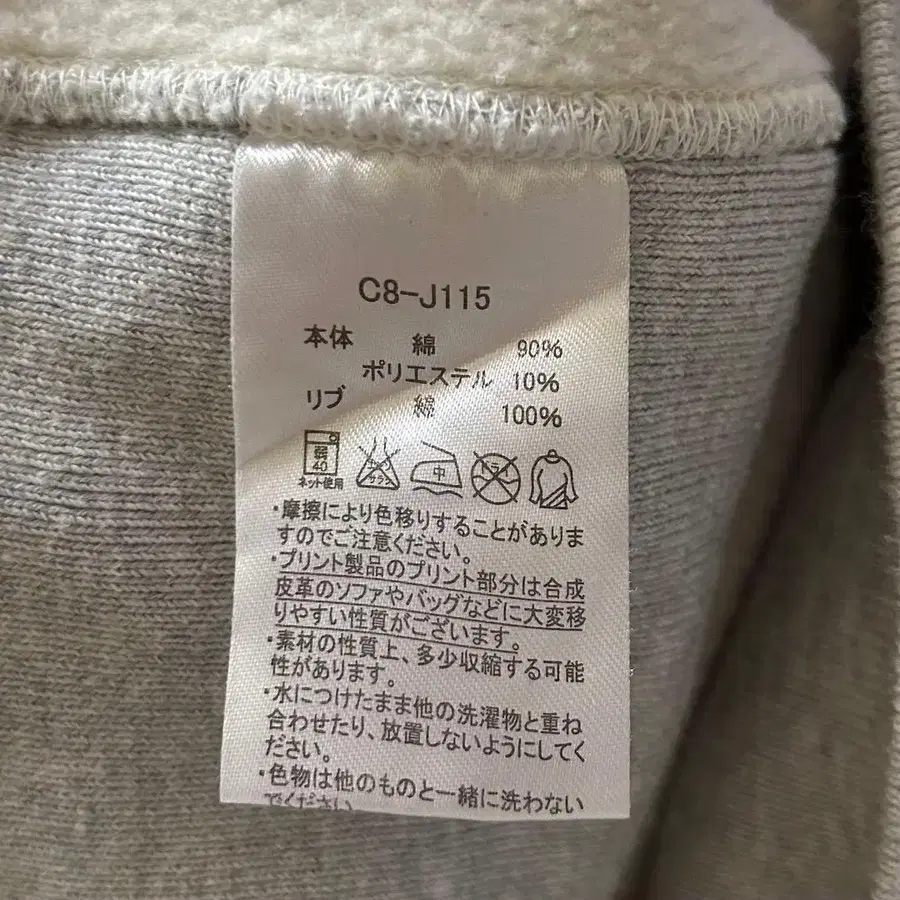 C8-J115
本体 綿 90%
ポリエステル 10%
リブ 綿 100%
弱 中
40
ネット使用
・摩擦により色移りすることがありま
すのでご注意ください。
・プリント製品のプリント部分は合成
皮革のソファやバッグなどに大変移
りやすい性質がございます。
・素材の性質上、多少収縮する可能
性があります。
・水につけたまま他の洗濯物と重ね
合わせたり、放置しないようにしてく
ださい。
・色物は他のものと一緒に洗わない
でください